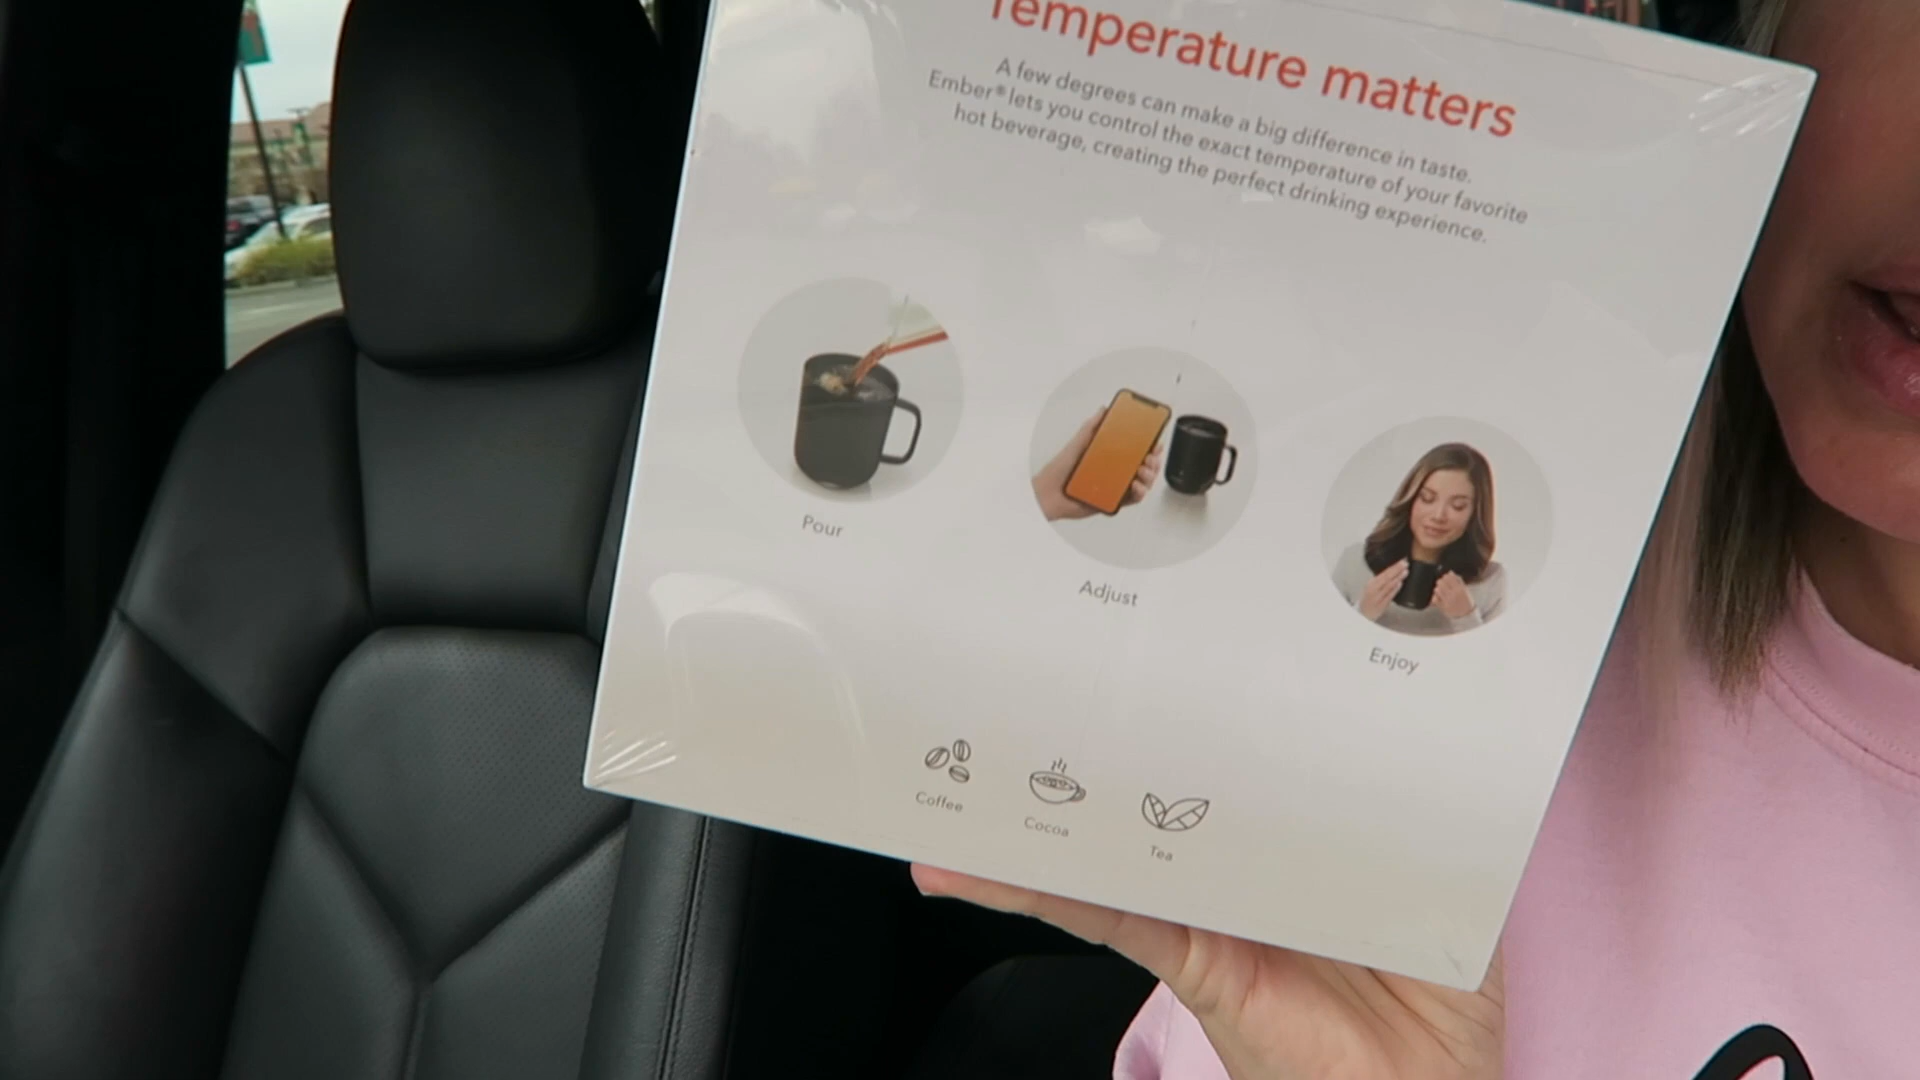 Temperature matters
A few degrees can make a big difference in taste.
Ember® lets you control the exact temperature of your favorite
hot beverage, creating the perfect drinking experience.
Pour
Adjust
Enjoy
Coffee
Cocoa
Tea